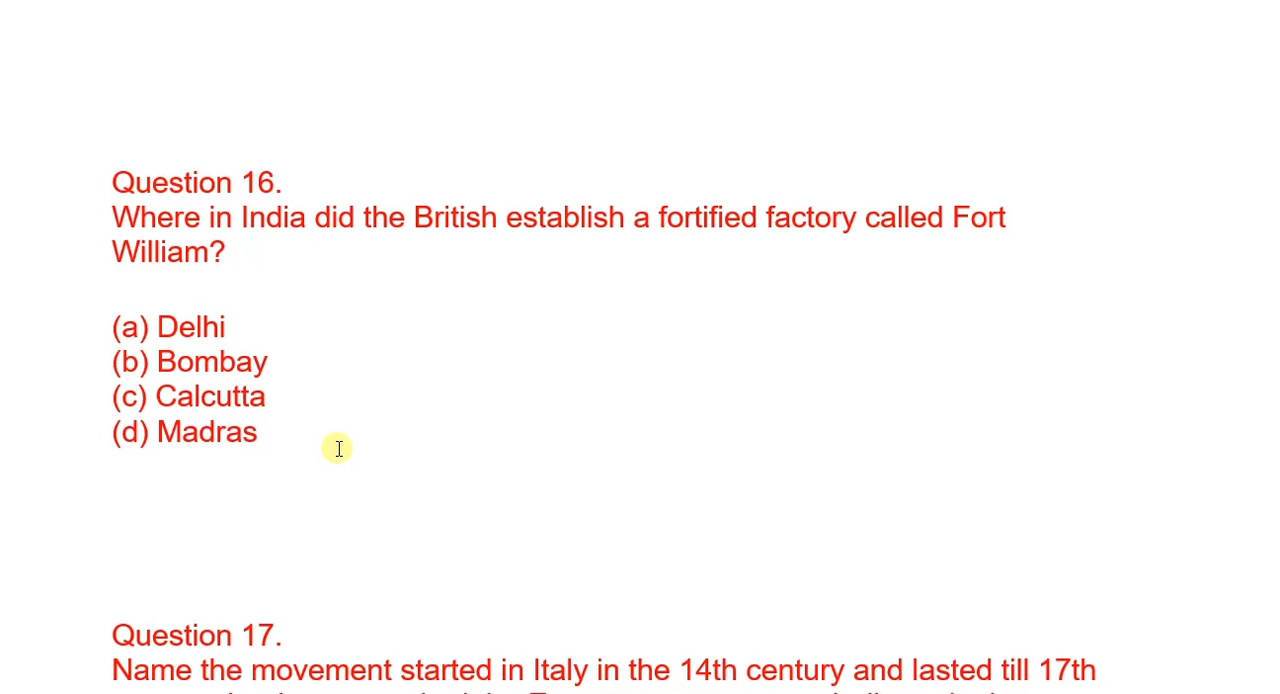 Question 16.
Where in India did the British establish a fortified factory called Fort
William?
(a) Delhi
(b) Bombay
(c) Calcutta
(d) Madras
Question 17.
Name the movement started in Italy in the 14th century and lasted till 17th